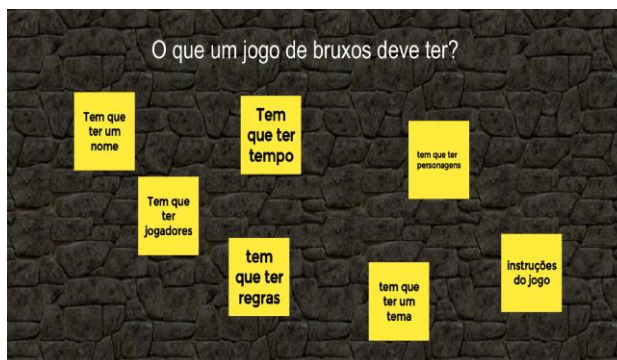 O que um jogo de bruxos deve ter?
Tem que
ter um
nome
Tem
que ter
tempo
tem que ter
personagens
Tem que
ter
jogadores
tem
que ter
regras
tem que
ter um
tema
instruções
do jogo